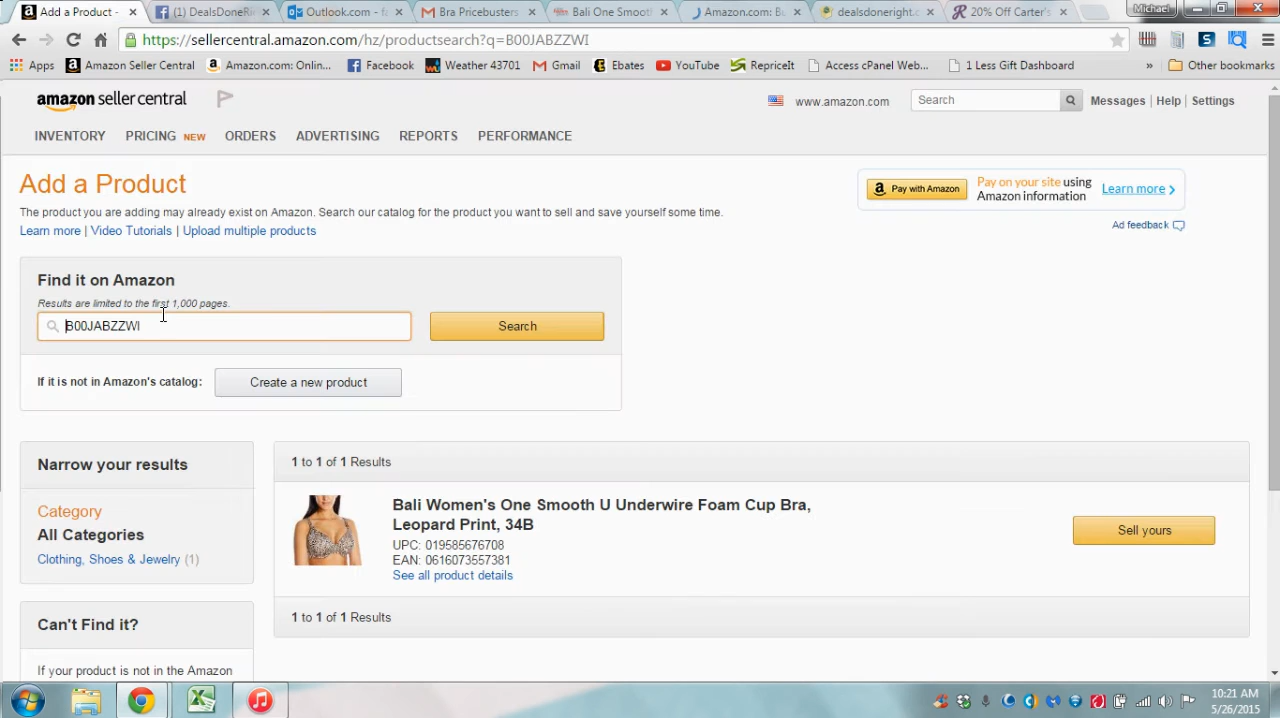 Add a Product -
(1) DealsDoneRi
Outlook.com - f
Bra Pricebusters
Bali One Smoot
Amazon.com: B
dealsdoneright.c
20% Off Carter's
Michael
https://sellercentral.amazon.com/hz/productsearch?q=B00JABZZWI
Apps
Amazon Seller Central
Amazon.com: Onlin...
Facebook
Weather 43701
Gmail
Ebates
YouTube
RepriceIt
Access cPanel Web...
1 Less Gift Dashboard
»
Other bookmarks
amazon seller central
www.amazon.com
Search
Messages | Help | Settings
INVENTORY PRICING NEW ORDERS ADVERTISING REPORTS PERFORMANCE
Add a Product
The product you are adding may already exist on Amazon. Search our catalog for the product you want to sell and save yourself some time.
Learn more | Video Tutorials | Upload multiple products
Pay with Amazon
Pay on your site using
Amazon information
Learn more
Ad feedback
Find it on Amazon
Results are limited to the first 1,000 pages.
B00JABZZWI
Search
If it is not in Amazon's catalog:
Create a new product
Narrow your results
Category
All Categories
Clothing, Shoes & Jewelry (1)
Can't Find it?
If your product is not in the Amazon
1 to 1 of 1 Results
Bali Women's One Smooth U Underwire Foam Cup Bra,
Leopard Print, 34B
UPC: 019585676708
EAN: 0616073557381
See all product details
Sell yours
1 to 1 of 1 Results
10:21 AM
5/26/2015